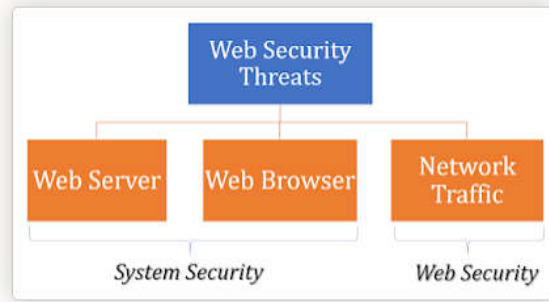 Web Security
Threats
Web Server
Web Browser
Network
Traffic
System Security
Web Security